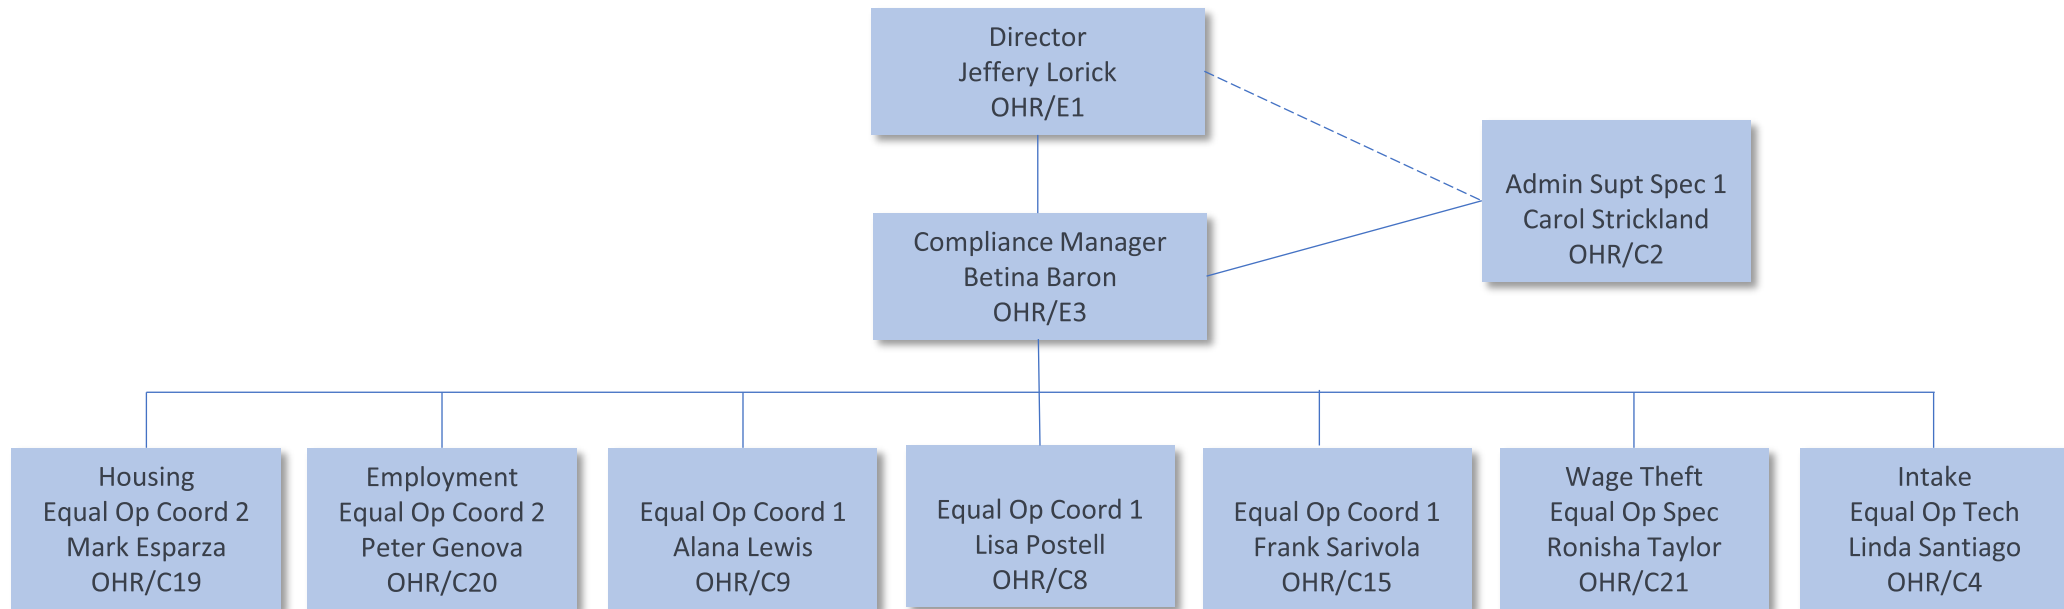 Director
Jeffery Lorick
OHR/E1
Admin Supt Spec 1
Carol Strickland
OHR/C2
Compliance Manager
Betina Baron
OHR/E3
Housing
Equal Op Coord 2
Mark Esparza
OHR/C19
Employment
Equal Op Coord 2
Peter Genova
OHR/C20
Equal Op Coord 1
Alana Lewis
OHR/C9
Equal Op Coord 1
Lisa Postell
OHR/C8
Equal Op Coord 1
Frank Sarivola
OHR/C15
Wage Theft
Equal Op Spec
Ronisha Taylor
OHR/C21
Intake
Equal Op Tech
Linda Santiago
OHR/C4